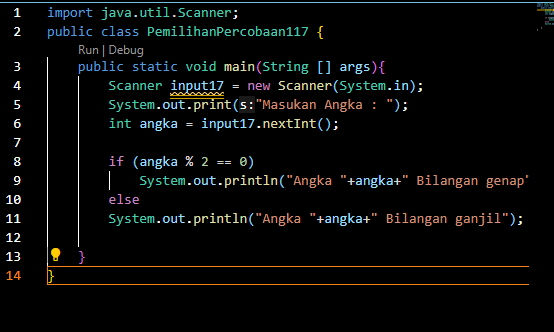 1 import java.util.Scanner;
2 public class PemilihanPercobaan117 {
Run | Debug
3 public static void main(String [] args){
4 Scanner input17 = new Scanner(System.in);
5 System.out.print(s:"Masukan Angka : ");
6 int angka = input17.nextInt();
7
8 if (angka % 2 == 0)
9 System.out.println("Angka "+angka+" Bilangan genap"
10 else
11 System.out.println("Angka "+angka+" Bilangan ganjil");
12
13 }
14 }